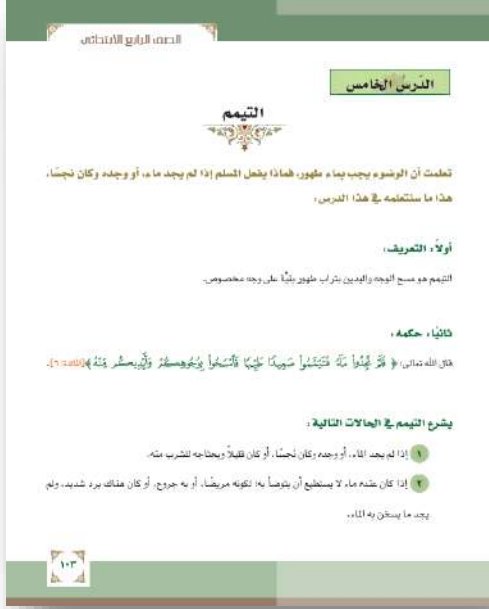 الصف الرابع الابتدائي
الدرس الخامس
التيمم
تعلمت أن الوضوء يجب بماء طهور، فماذا يفعل المسلم إذا لم يجد ماء، أو وجده وكان نجسًا،
هذا ما ستتعلمه في هذا الدرس:
أولاً: التعريف:
التيمم هو مسح الوجه واليدين بتراب طهور بنيَّة على وجه مخصوص.
ثانيًا: حكمه:
قال الله تعالى: ﴿ فَلَمْ تَجِدُوا مَاءً فَتَيَمَّمُوا صَعِيدًا طَيِّبًا فَامْسَحُوا بِوُجُوهِكُمْ وَأَيْدِيكُمْ مِنْهُ ﴾ [المائدة: ٦].
يشرع التيمم في الحالات التالية:
١ إذا لم يجد الماء، أو وجده وكان نجسًا، أو كان قليلاً ويحتاجه للشرب منه.
٢ إذا كان عنده ماء لا يستطيع أن يتوضأ به؛ لكونه مريضًا، أو به جروح، أو كان هناك برد شديد، ولم
يجد ما يسخن به الماء.
١٠٣